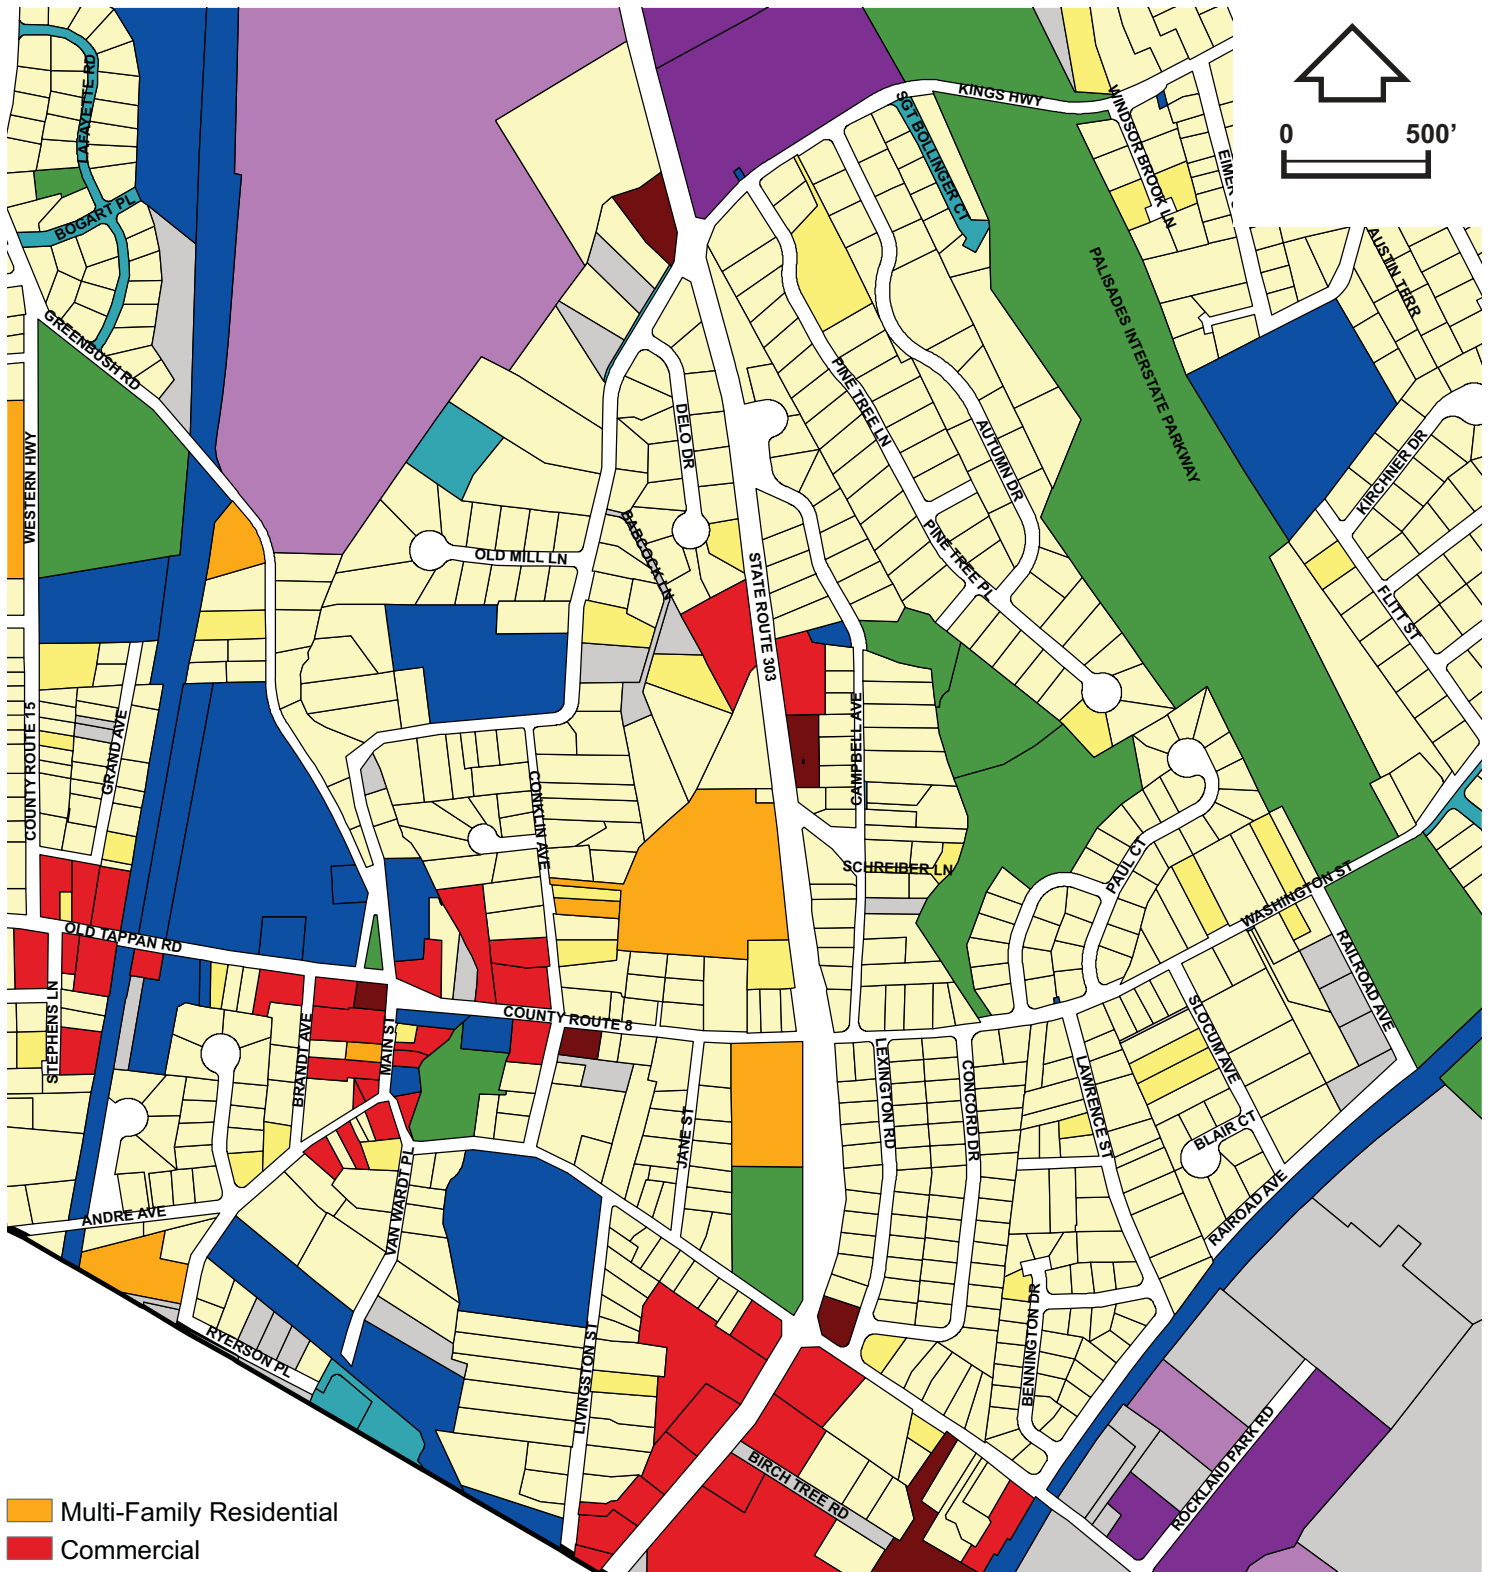 LAFAYETTE RD
BOGART PL
GREENBUSH RD
WESTERN HWY
COUNTY ROUTE 15
GRAND AVE
KINGS HWY
SGT BOLLINGER CT
WINDSOR BROOK LN
0
500’
AUSTIN TERR
PALISADES INTERSTATE PARKWAY
PINE TREE LN
AUTUMN DR
DELO DR
KIRCHNER DR
FLITT ST
OLD MILL LN
BABCOCK LN
STATE ROUTE 303
PINE TREE PL
CAMPBELL AVE
CONKLIN AVE
SCHREIBER LN
PAUL CT
WASHINGTON ST
RAILROAD AVE
OLD TAPPAN RD
STEPHENS LN
BRANDT AVE
MAIN ST
COUNTY ROUTE 8
SLOCUM AVE
LEXINGTON RD
CONCORD DR
LAWRENCE ST
JANE ST
BLAIR CT
RAIROAD AVE
ANDRE AVE
VAN WARDT PL
BENNINGTON DR
RYERSON PL
LIVINGSTON ST
BIRCH TREE RD
ROCKLAND PARK RD
Multi-Family Residential
Commercial